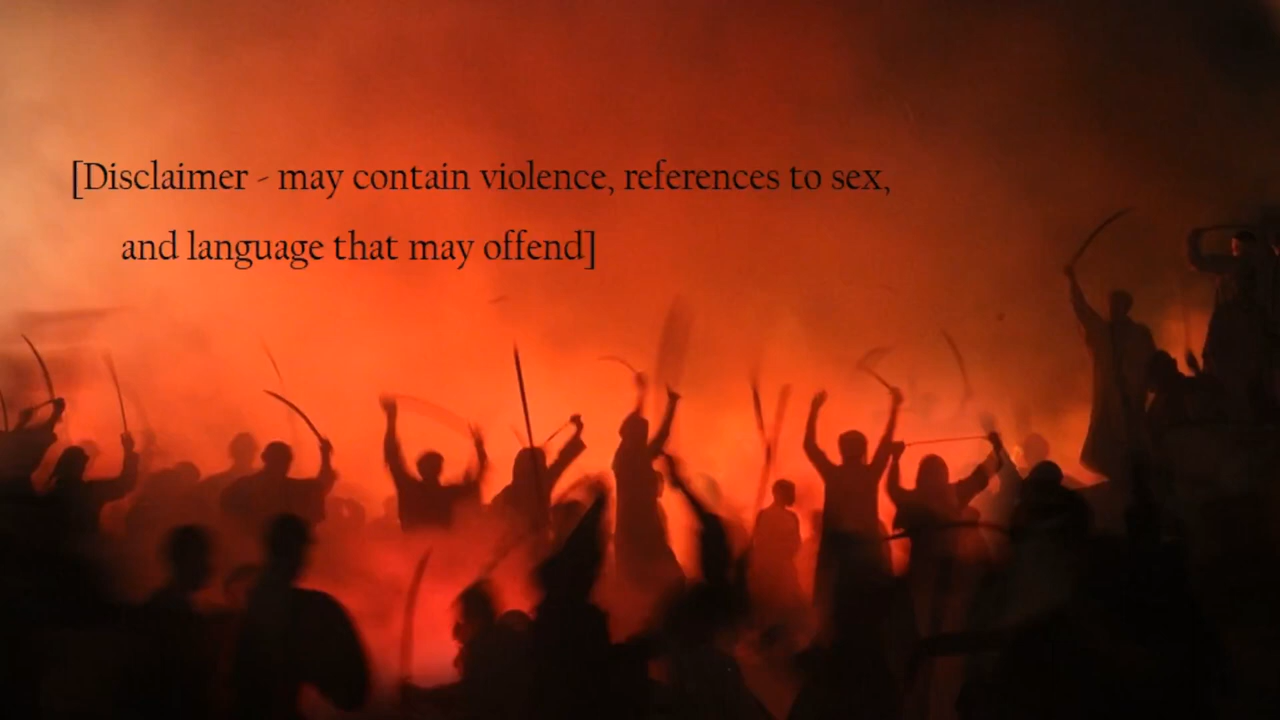 [Disclaimer - may contain violence, references to sex,
and language that may offend]